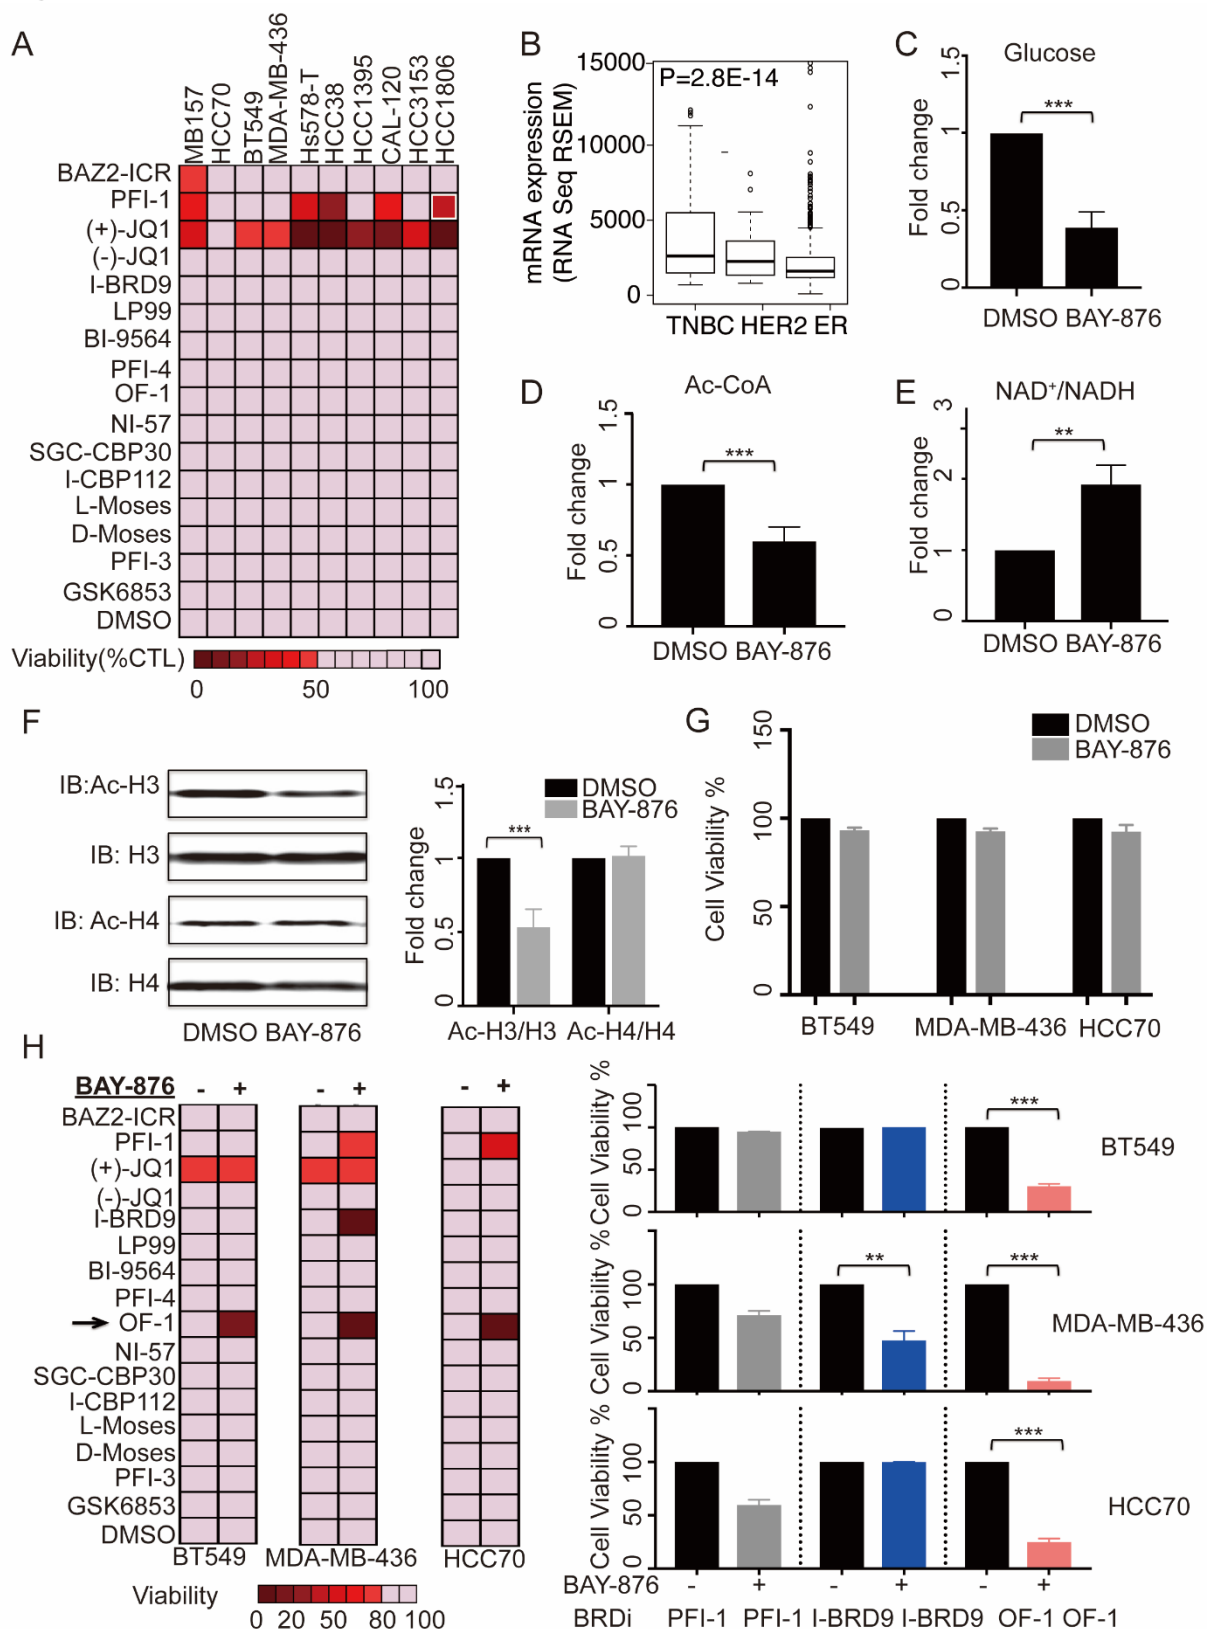 A
MB157
HCC70
BT549
MDA-MB-436
Hs578-T
HCC38
HCC1395
CAL-120
HCC3153
HCC1806
BAZ2-ICR
PFI-1
(+)-JQ1
(-)-JQ1
I-BRD9
LP99
BI-9564
PFI-4
OF-1
NI-57
SGC-CBP30
I-CBP112
L-Moses
D-Moses
PFI-3
GSK6853
DMSO
Viability(%CTL)
0 50 100
B
mRNA expression
(RNA Seq RSEM)
15000
10000
5000
0
P=2.8E-14
TNBC HER2 ER
C
Glucose
Fold change
1.5
1
0.5
0
***
DMSO BAY-876
D
Ac-CoA
Fold change
1.5
1
0.5
0
***
DMSO BAY-876
E
NAD⁺/NADH
Fold change
3
2
1
0
**
DMSO BAY-876
F
IB:Ac-H3
IB: H3
IB: Ac-H4
IB: H4
DMSO BAY-876
Fold change
1.5
1
0.5
0
DMSO
BAY-876
***
Ac-H3/H3 Ac-H4/H4
G
Cell Viability %
150
100
50
0
DMSO
BAY-876
BT549 MDA-MB-436 HCC70
H
BAY-876 - + - + - +
BAZ2-ICR
PFI-1
(+)-JQ1
(-)-JQ1
I-BRD9
LP99
BI-9564
PFI-4
OF-1
NI-57
SGC-CBP30
I-CBP112
L-Moses
D-Moses
PFI-3
GSK6853
DMSO
BT549 MDA-MB-436 HCC70
Viability
0 20 40 60 80 100
Cell Viability %
100
50
0
***
BT549
Cell Viability %
100
50
0
**
***
MDA-MB-436
Cell Viability %
100
50
0
***
HCC70
BAY-876 - + - + - +
BRDi PFI-1 PFI-1 I-BRD9 I-BRD9 OF-1 OF-1